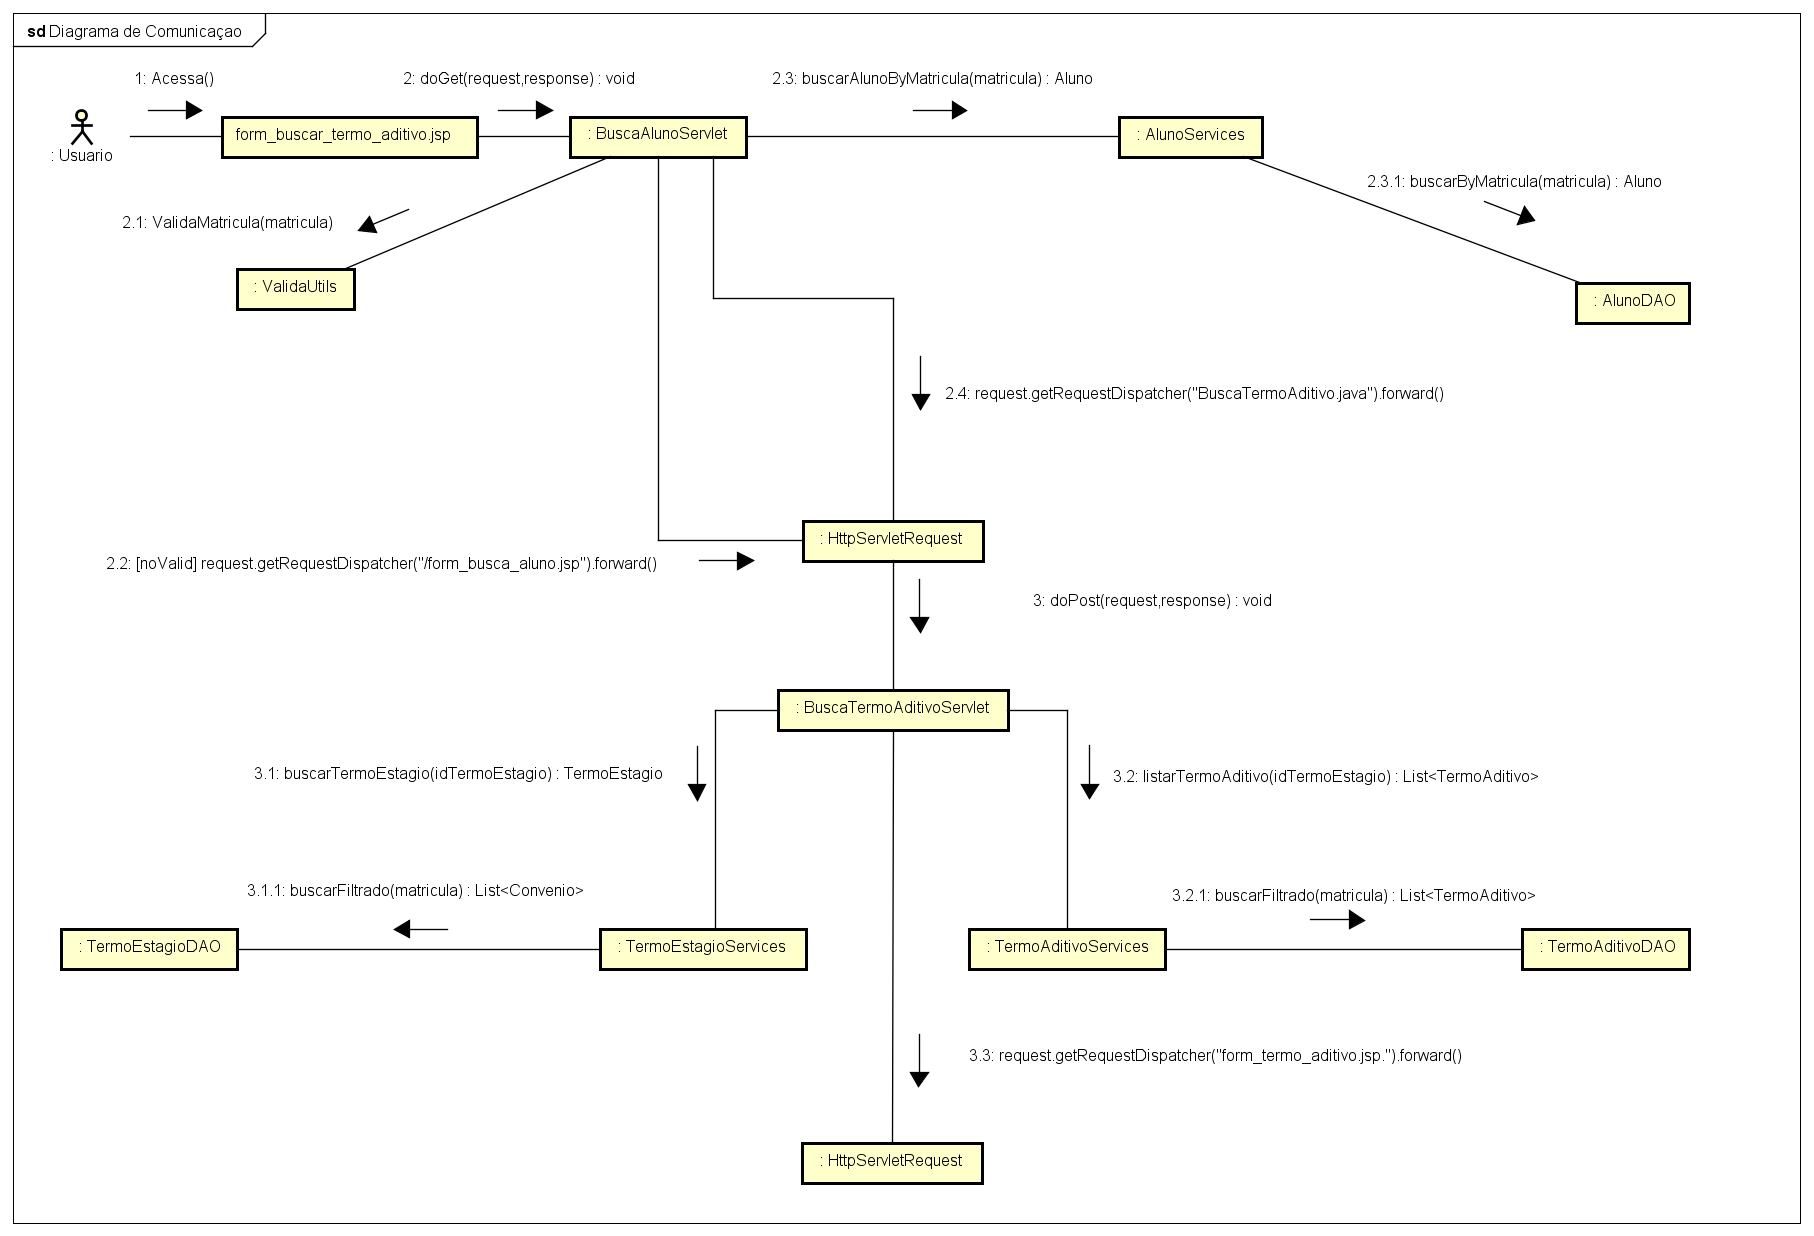 sd Diagrama de Comunicaçao
1: Acessa()
2: doGet(request,response) : void
2.3: buscarAlunoByMatricula(matricula) : Aluno
: Usuario
form_buscar_termo_aditivo.jsp
: BuscaAlunoServlet
: AlunoServices
2.3.1: buscarByMatricula(matricula) : Aluno
2.1: ValidaMatricula(matricula)
: ValidaUtils
: AlunoDAO
2.4: request.getRequestDispatcher("BuscaTermoAditivo.java").forward()
: HttpServletRequest
2.2: [noValid] request.getRequestDispatcher("/form_busca_aluno.jsp").forward()
3: doPost(request,response) : void
: BuscaTermoAditivoServlet
3.1: buscarTermoEstagio(idTermoEstagio) : TermoEstagio
3.2: listarTermoAditivo(idTermoEstagio) : List<TermoAditivo>
3.1.1: buscarFiltrado(matricula) : List<Convenio>
3.2.1: buscarFiltrado(matricula) : List<TermoAditivo>
: TermoEstagioDAO
: TermoEstagioServices
: TermoAditivoServices
: TermoAditivoDAO
3.3: request.getRequestDispatcher("form_termo_aditivo.jsp.").forward()
: HttpServletRequest